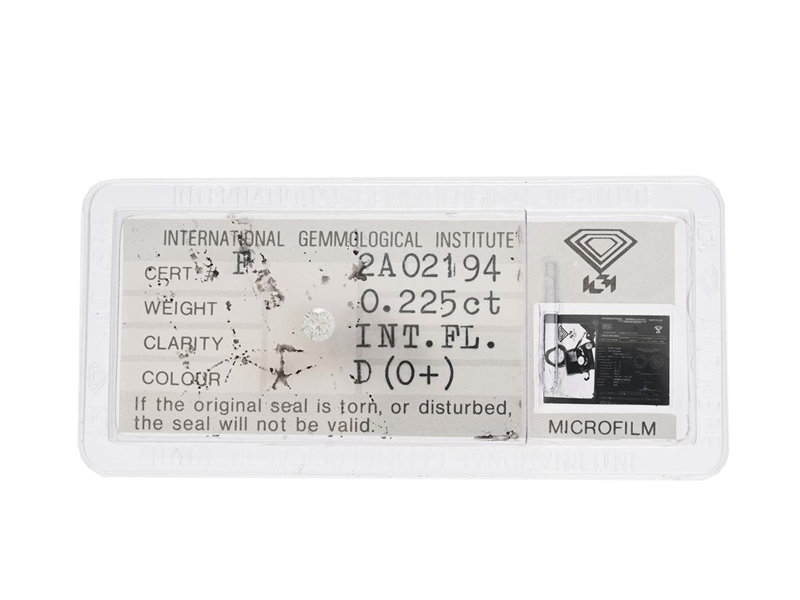 INTERNATIONAL GEMMOLOGICAL INSTITUTE
CERT. # F 2A02194
WEIGHT 0.225ct
CLARITY INT.FL.
COLOUR D(0+)
If the original seal is torn, or disturbed,
the seal will not be valid.
MICROFILM